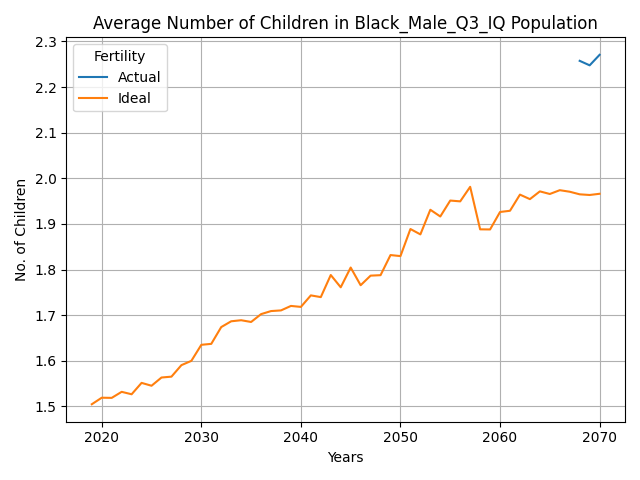 Average Number of Children in Black_Male_Q3_IQ Population
Fertility
Actual
Ideal
No. of Children
2.3
2.2
2.1
2.0
1.9
1.8
1.7
1.6
1.5
2020 2030 2040 2050 2060 2070
Years